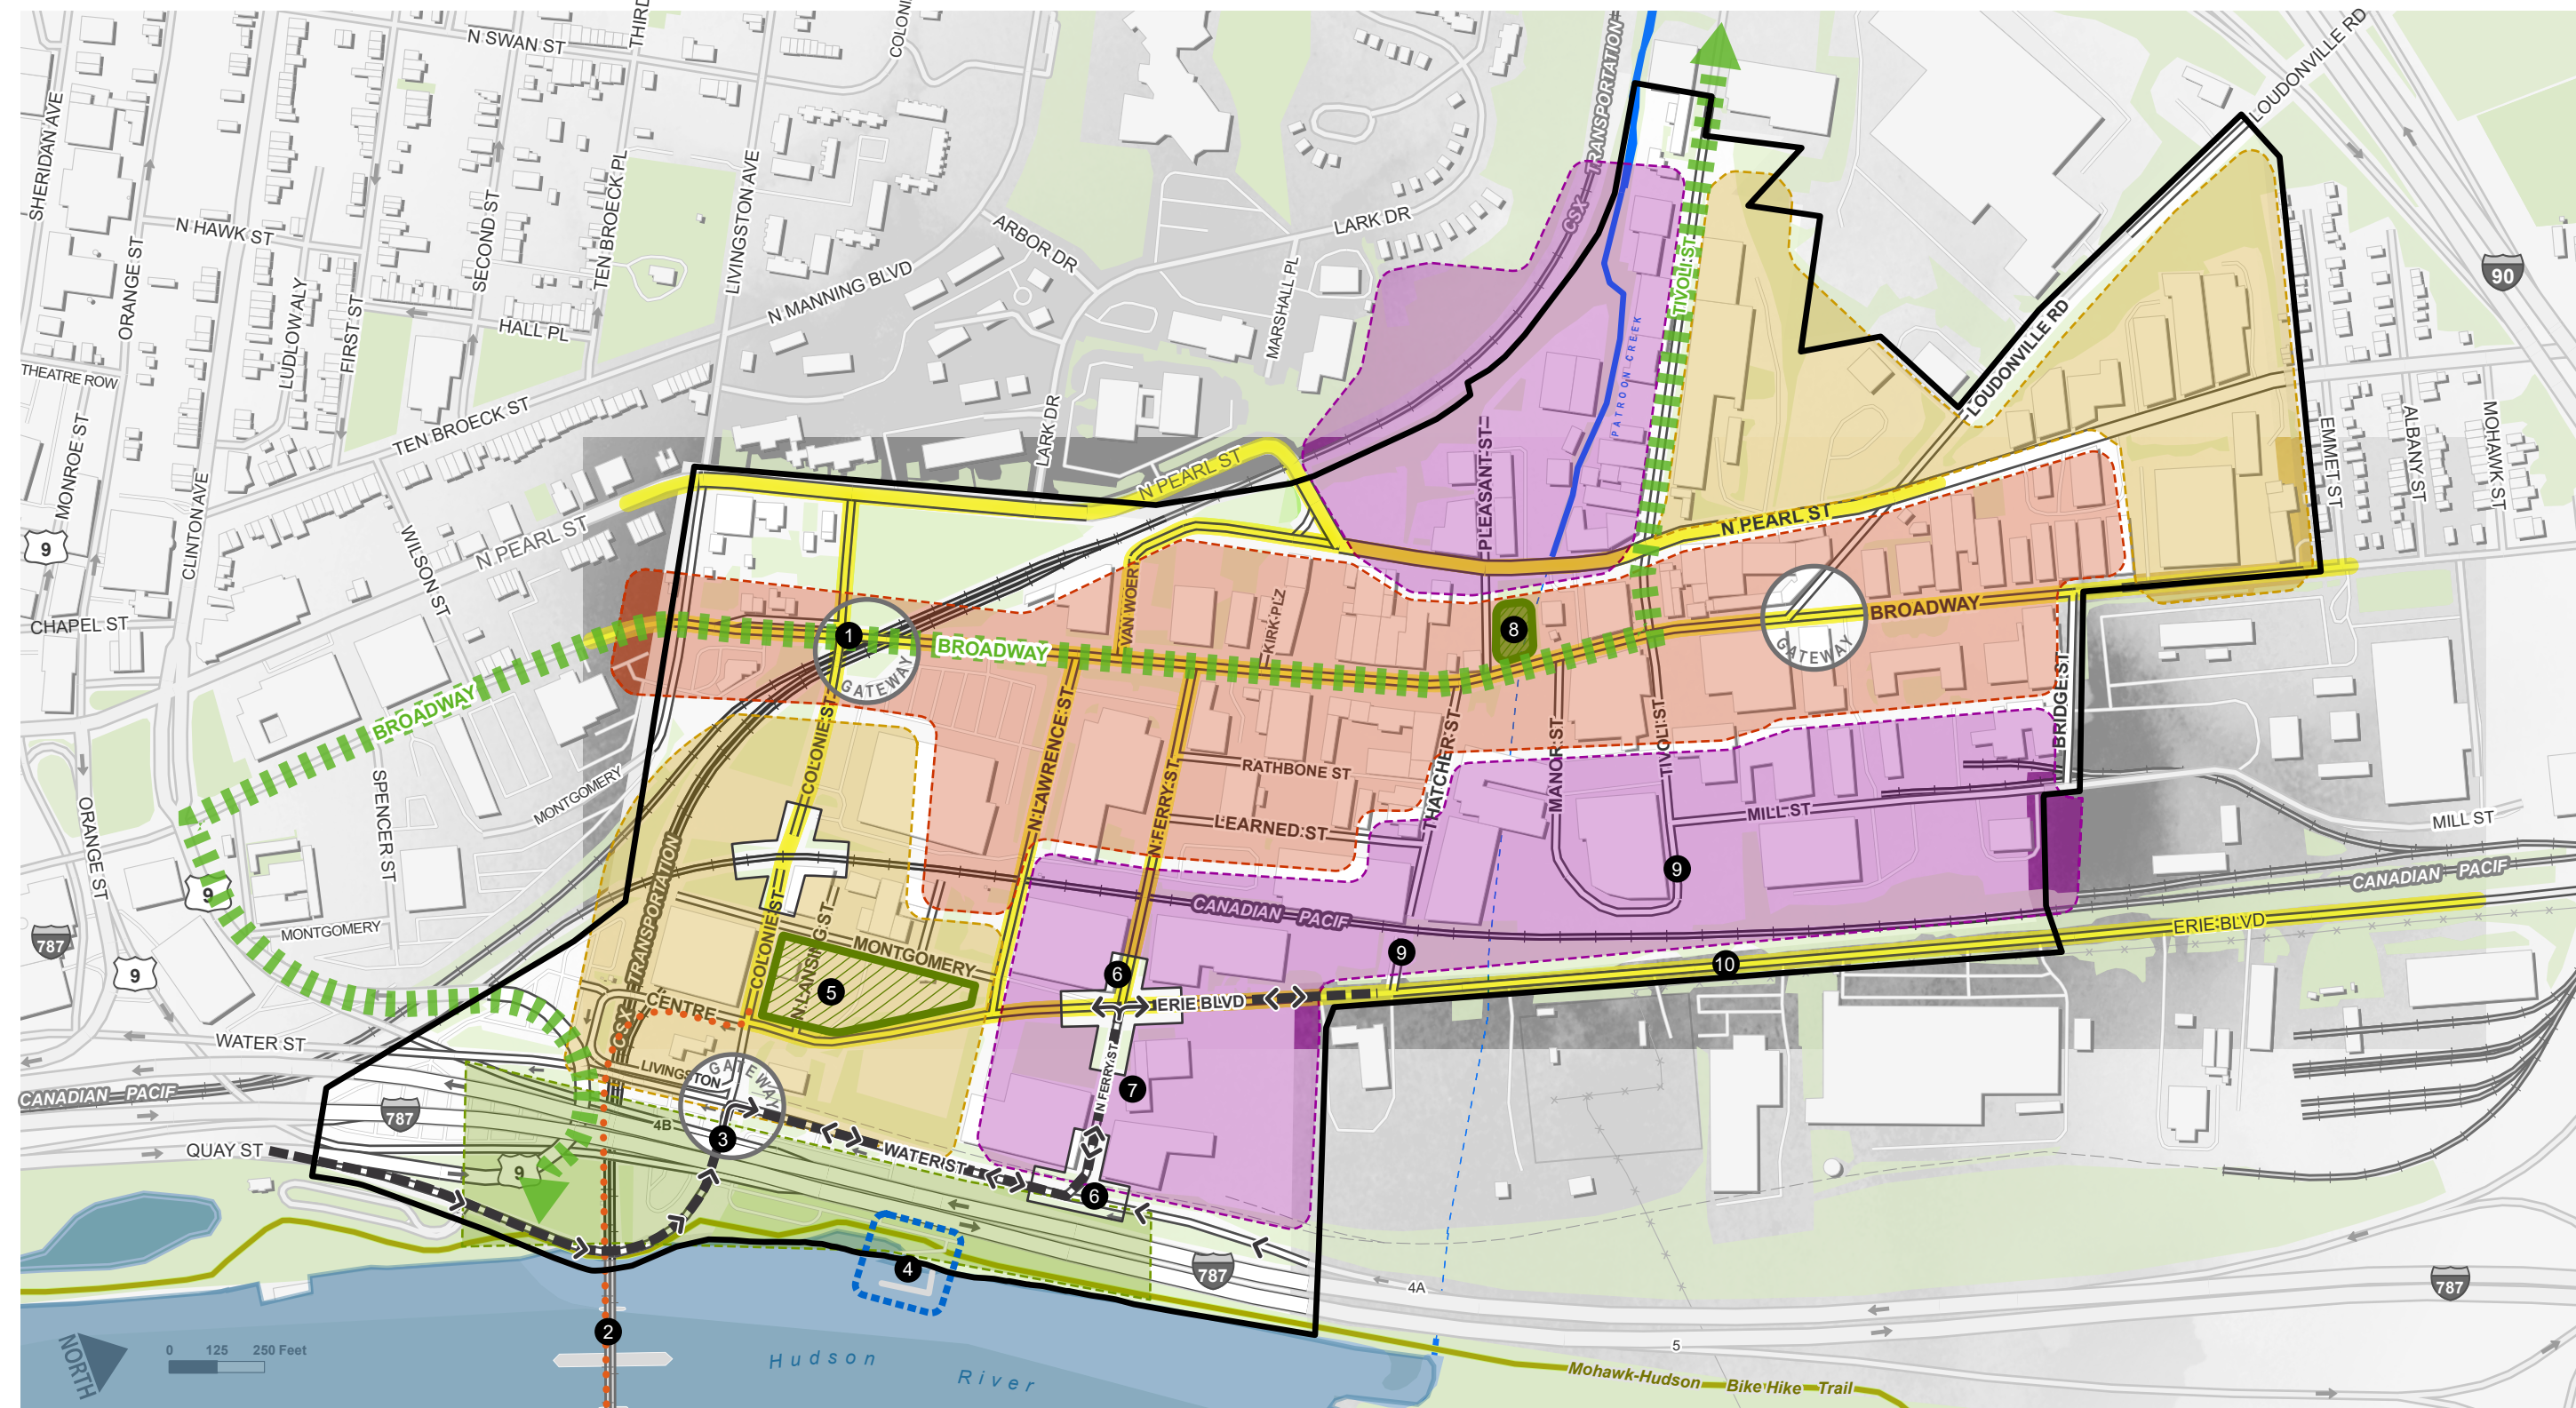 N SWAN ST
THIRD
COLONI
TRANSPORTATION
LOUDONVILLE RD
SHERIDAN AVE
N HAWK ST
ORANGE ST
SECOND ST
TEN BROECK PL
LIVINGSTON AVE
ARBOR DR
LARK DR
CSX
90
LUDLOW ALY
FIRST ST
HALL PL
N MANNING BLVD
MARSHALL PL
TIVOLI ST
PATROON CREEK
LOUDONVILLE RD
THEATRE ROW
MONROE ST
TEN BROECK ST
LARK DR
PLEASANT ST
EMMET ST
ALBANY ST
MOHAWK ST
9
CLINTON AVE
N PEARL ST
WILSON ST
N PEARL ST
N PEARL ST
CHAPEL ST
1
GATEWAY
BROADWAY
VAN WOERT
KIRK PLZ
8
GATEWAY
BROADWAY
BROADWAY
COLONIE ST
N LAWRENCE ST
N FERRY ST
RATHBONE ST
LEARNED ST
THATCHER ST
MANOR ST
TIVOLI ST
MILL ST
BRIDGE ST
MILL ST
CANADIAN PACIF
ORANGE ST
SPENCER ST
MONTGOMERY
9
MONTGOMERY
787
9
CSX TRANSPORTATION
COLONIE ST
N LANSING ST
MONTGOMERY
5
CENTRE
CANADIAN PACIF
9
9
6
10
ERIE BLVD
ERIE BLVD
WATER ST
LIVINGSTON
GATEWAY
N FERRY ST
7
CANADIAN PACIF
787
4B
3
QUAY ST
9
WATER ST
6
787
4A
787
4
2
5
NORTH
0 125 250 Feet
Hudson River
Mohawk-Hudson Bike Hike Trail